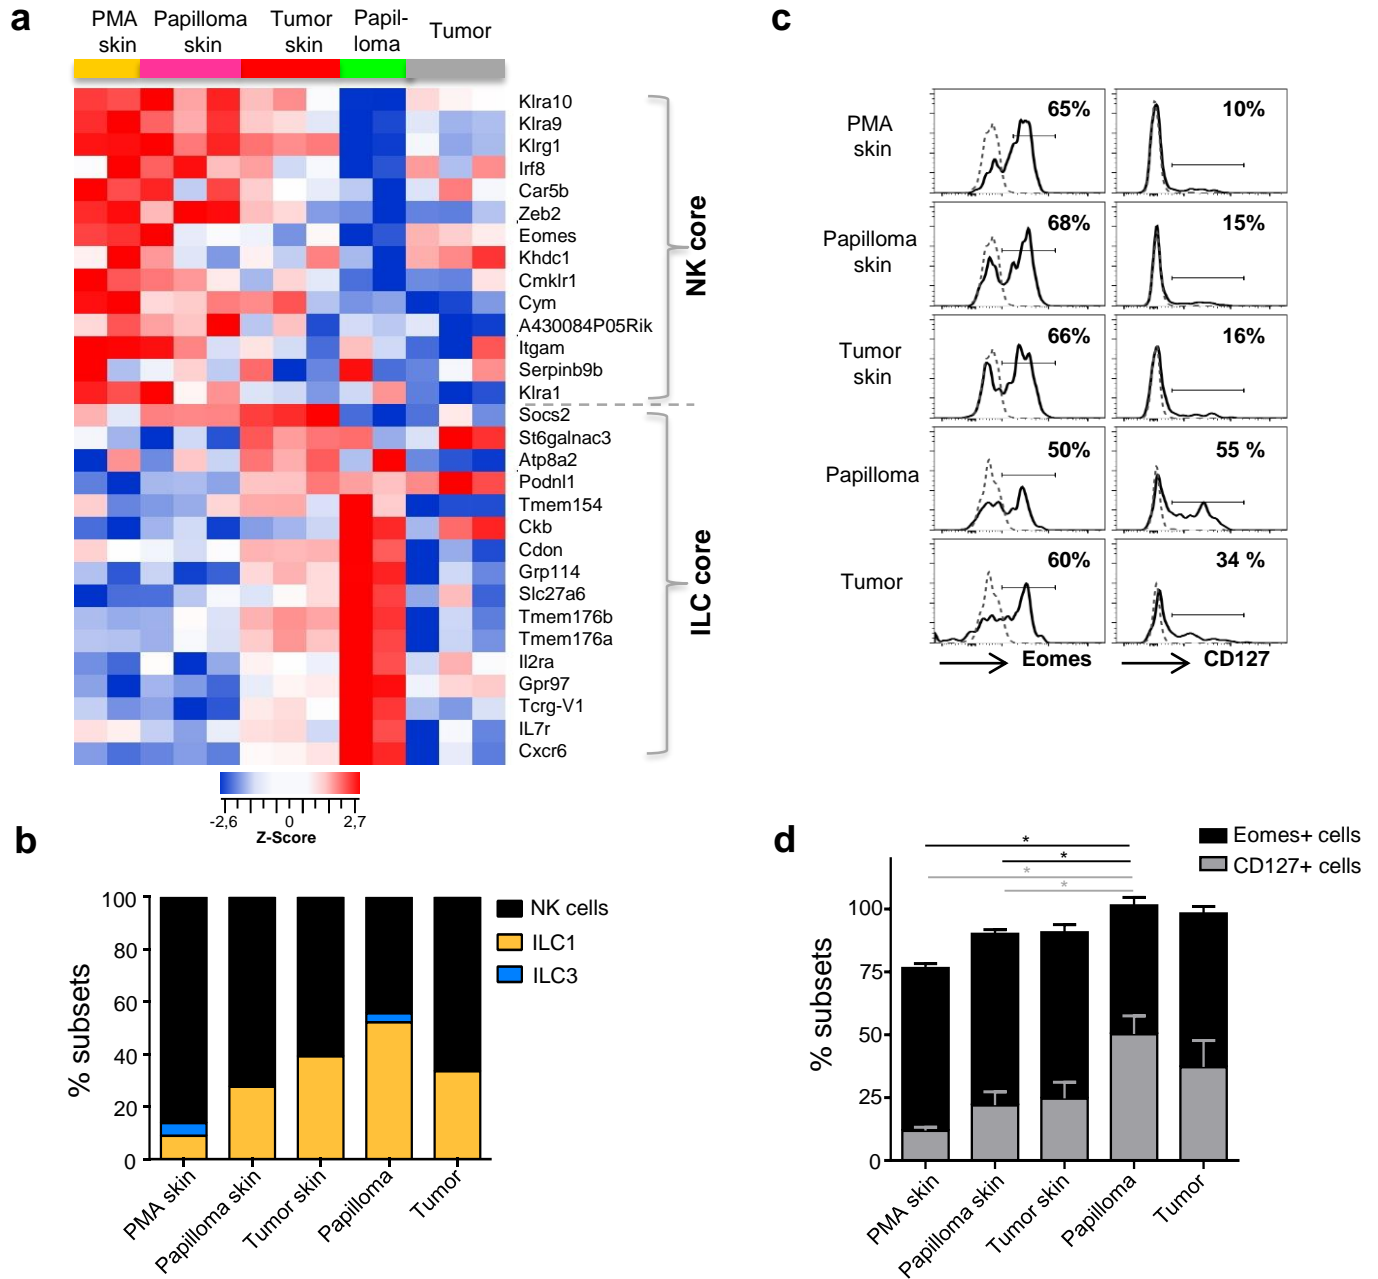 a
PMA
skin
Papilloma
skin
Tumor
skin
Papil-
loma
Tumor
Klra10
Klra9
Klrg1
Irf8
Car5b
Zeb2
Eomes
Khdc1
Cmklr1
Cym
A430084P05Rik
Itgam
Serpinb9b
Klra1
Socs2
St6galnac3
Atp8a2
Podnl1
Tmem154
Ckb
Cdon
Grp114
Slc27a6
Tmem176b
Tmem176a
Il2ra
Gpr97
Tcrg-V1
IL7r
Cxcr6
NK core
ILC core
-2,6
0
2,7
Z-Score
b
% subsets
100
80
60
40
20
0
PMA skin
Papilloma skin
Tumor skin
Papilloma
Tumor
NK cells
ILC1
ILC3
c
PMA
skin
65%
10%
Papilloma
skin
68%
15%
Tumor
skin
66%
16%
Papilloma
50%
55 %
Tumor
60%
34 %
Eomes
CD127
d
Eomes+ cells
CD127+ cells
*
*
*
*
% subsets
100
75
50
25
0
PMA skin
Papilloma skin
Tumor skin
Papilloma
Tumor